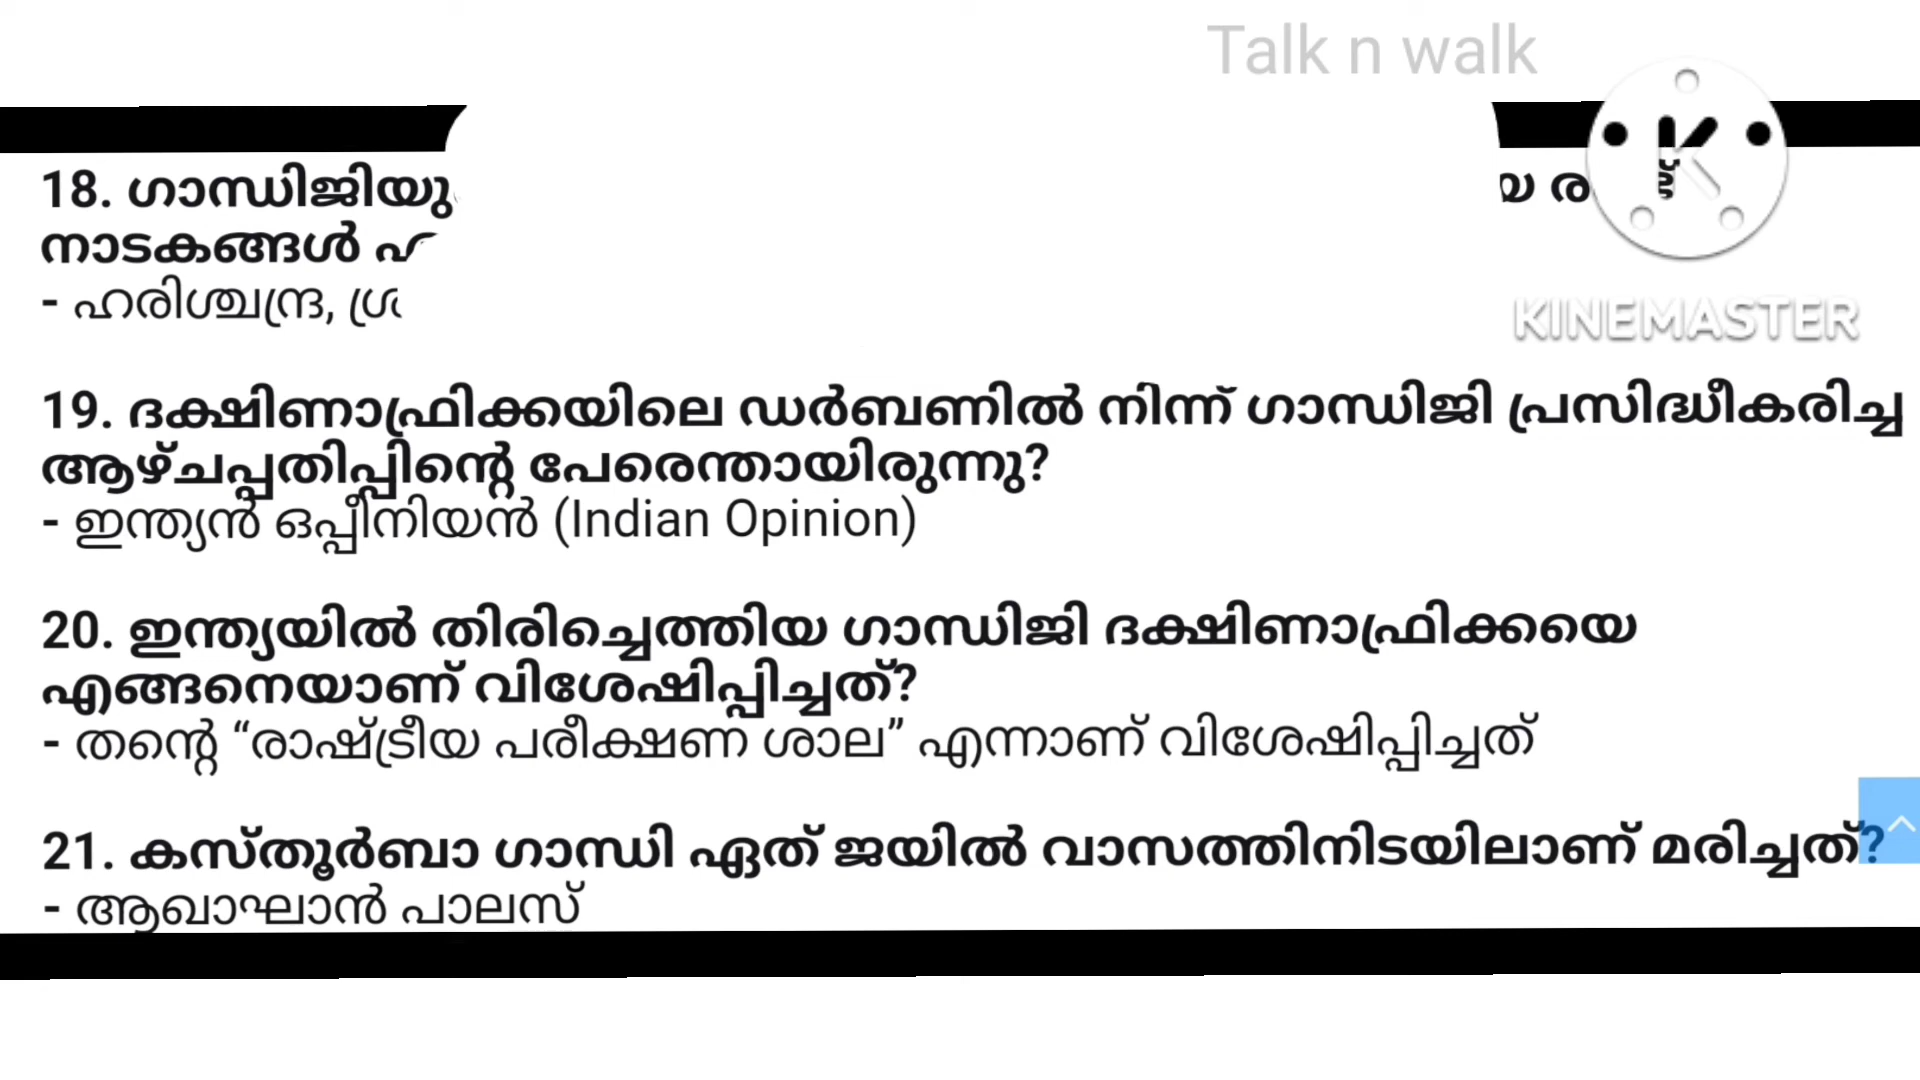 Talk n walk
18. ഗാന്ധിജിയു
നാടകങ്ങൾ
- ഹരിശ്ചന്ദ്ര,
KINEMASTER
19. ദക്ഷിണാഫ്രിക്കയിലെ ഡർബണിൽ നിന്ന് ഗാന്ധിജി പ്രസിദ്ധീകരിച്ച
ആഴ്ചപ്പതിപ്പിന്റെ പേരെന്തായിരുന്നു?
- ഇന്ത്യൻ ഒപ്പീനിയൻ (Indian Opinion)
20. ഇന്ത്യയിൽ തിരിച്ചെത്തിയ ഗാന്ധിജി ദക്ഷിണാഫ്രിക്കയെ
എങ്ങനെയാണ് വിശേഷിപ്പിച്ചത്?
- തന്റെ “രാഷ്ട്രീയ പരീക്ഷണ ശാല” എന്നാണ് വിശേഷിപ്പിച്ചത്
21. കസ്തൂർബാ ഗാന്ധി ഏത് ജയിൽ വാസത്തിനിടയിലാണ് മരിച്ചത്?
- ആഖാഘാൻ പാലസ്